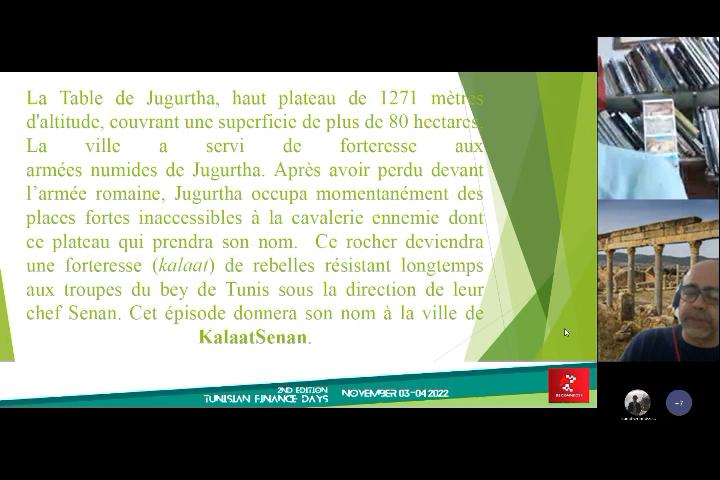 La Table de Jugurtha, haut plateau de 1271 mètres
d'altitude, couvrant une superficie de plus de 80 hectares.
La ville a servi de forteresse aux
armées numides de Jugurtha. Après avoir perdu devant
l'armée romaine, Jugurtha occupa momentanément des
places fortes inaccessibles à la cavalerie ennemie dont
ce plateau qui prendra son nom. Ce rocher deviendra
une forteresse (kalaat) de rebelles résistant longtemps
aux troupes du bey de Tunis sous la direction de leur
chef Senan. Cet épisode donnera son nom à la ville de
KalaatSenan.
2ND EDITION
TUNISIAN FINANCE DAYS
NOVEMBER 03-04 2022
+7